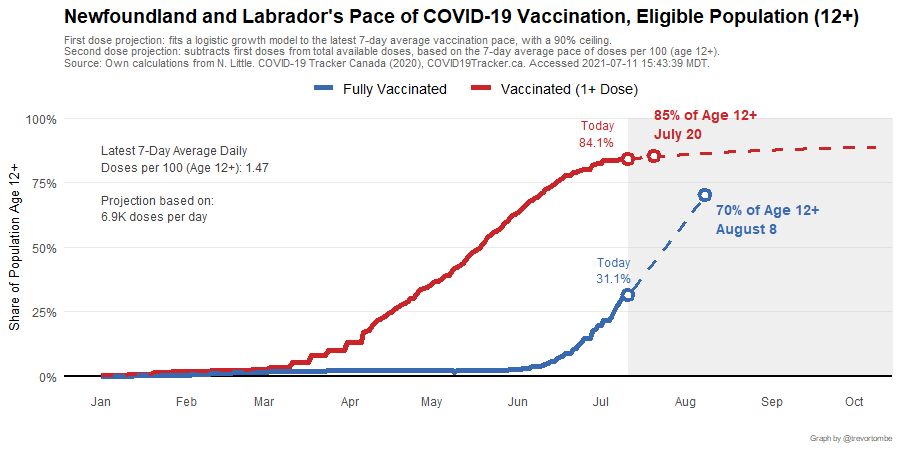 Newfoundland and Labrador's Pace of COVID-19 Vaccination, Eligible Population (12+)
First dose projection: fits a logistic growth model to the latest 7-day average vaccination pace, with a 90% ceiling.
Second dose projection: subtracts first doses from total available doses, based on the 7-day average pace of doses per 100 (age 12+).
Source: Own calculations from N. Little. COVID-19 Tracker Canada (2020), COVID19Tracker.ca. Accessed 2021-07-11 15:43:39 MDT.
Fully Vaccinated
Vaccinated (1+ Dose)
Share of Population Age 12+
100%
75%
50%
25%
0%
Latest 7-Day Average Daily
Doses per 100 (Age 12+): 1.47
Projection based on:
6.9K doses per day
Today
84.1%
85% of Age 12+
July 20
70% of Age 12+
August 8
Today
31.1%
Jan
Feb
Mar
Apr
May
Jun
Jul
Aug
Sep
Oct
Graph by @trevortombe